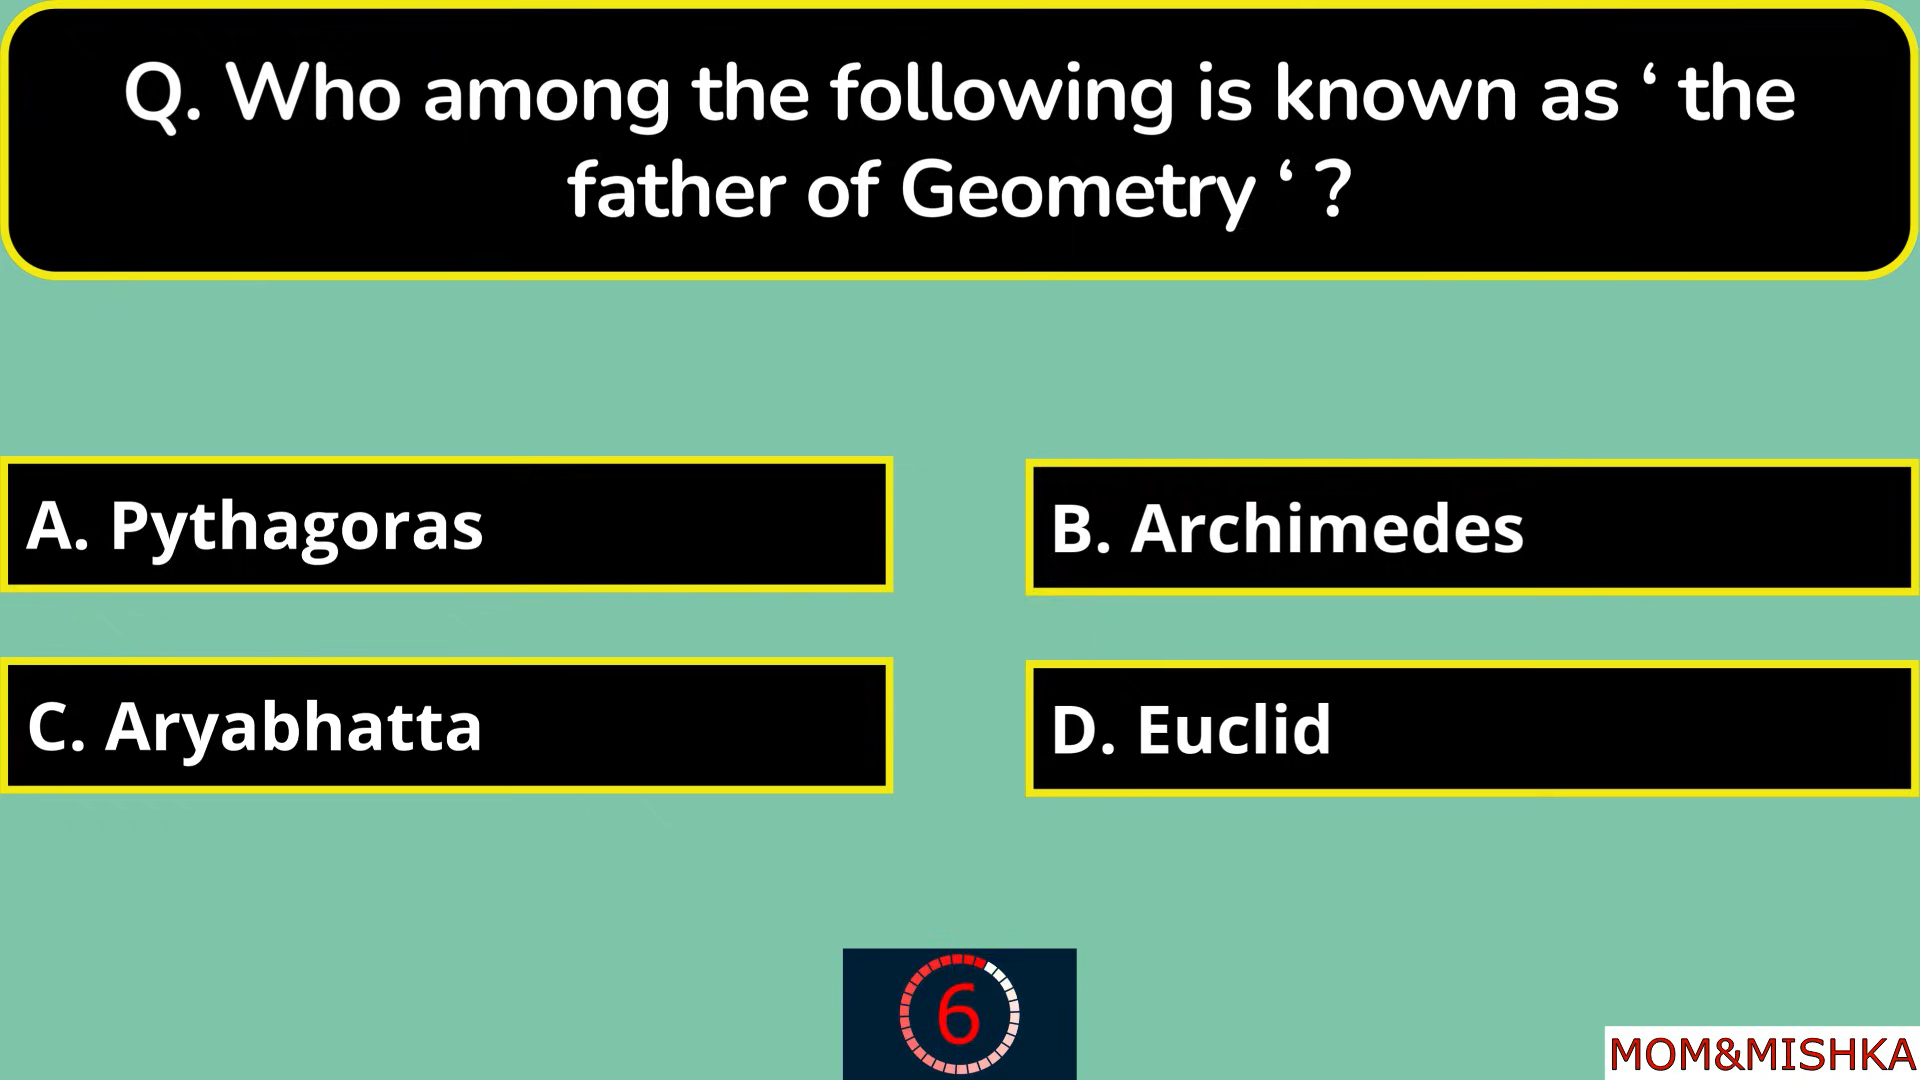 Q. Who among the following is known as ‘ the
father of Geometry ‘ ?
A. Pythagoras
B. Archimedes
C. Aryabhatta
D. Euclid
6
MOM&MISHKA